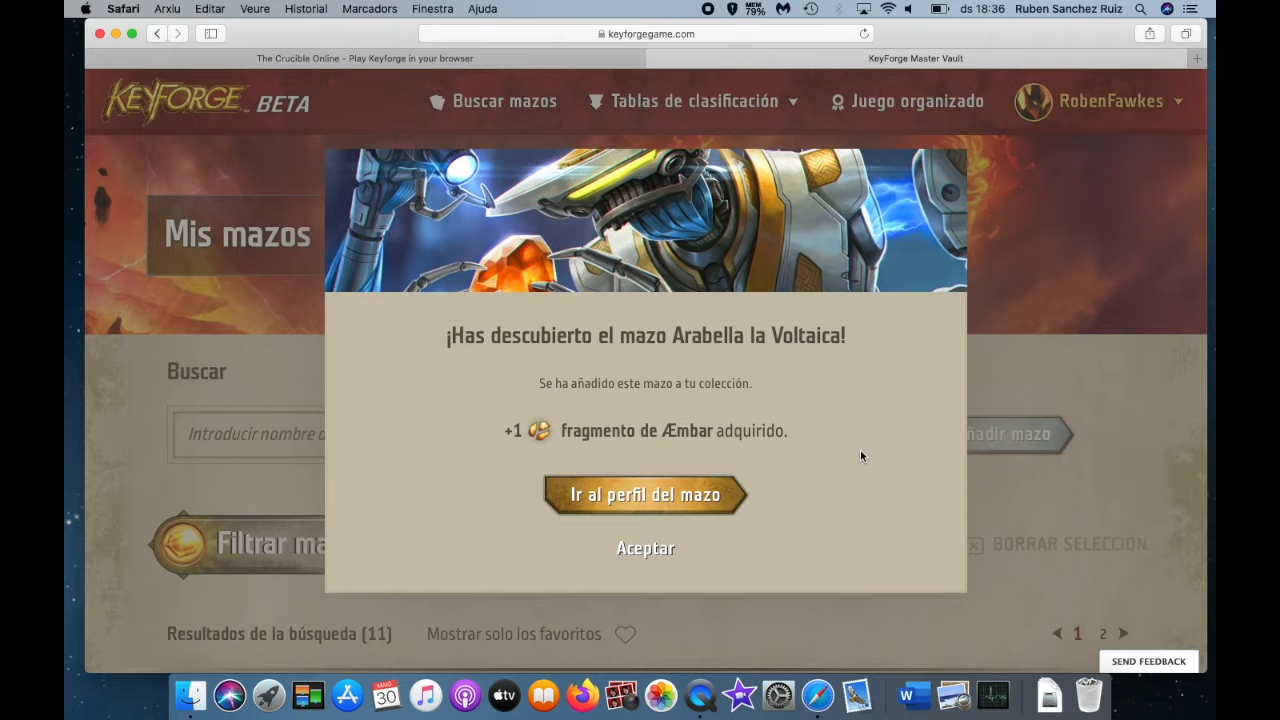 Safari Arxiu Editar Veure Historial Marcadors Finestra Ajuda MEM 79% ds 18:36 Ruben Sanchez Ruiz
keyforgegame.com
The Crucible Online - Play Keyforge in your browser KeyForge Master Vault
KEYFORGE BETA Buscar mazos Tablas de clasificación Juego organizado RobenFawkes
Mis mazos
¡Has descubierto el mazo Arabella la Voltaica!
Buscar
Se ha añadido este mazo a tu colección.
Introducir nombre d
+1 fragmento de Æmbar adquirido.
ñadir mazo
Ir al perfil del mazo
Filtrar ma
Aceptar
BORRAR SELECCIÓN
Resultados de la búsqueda (11) Mostrar solo los favoritos 1 2
SEND FEEDBACK
MAIG 30 tv W